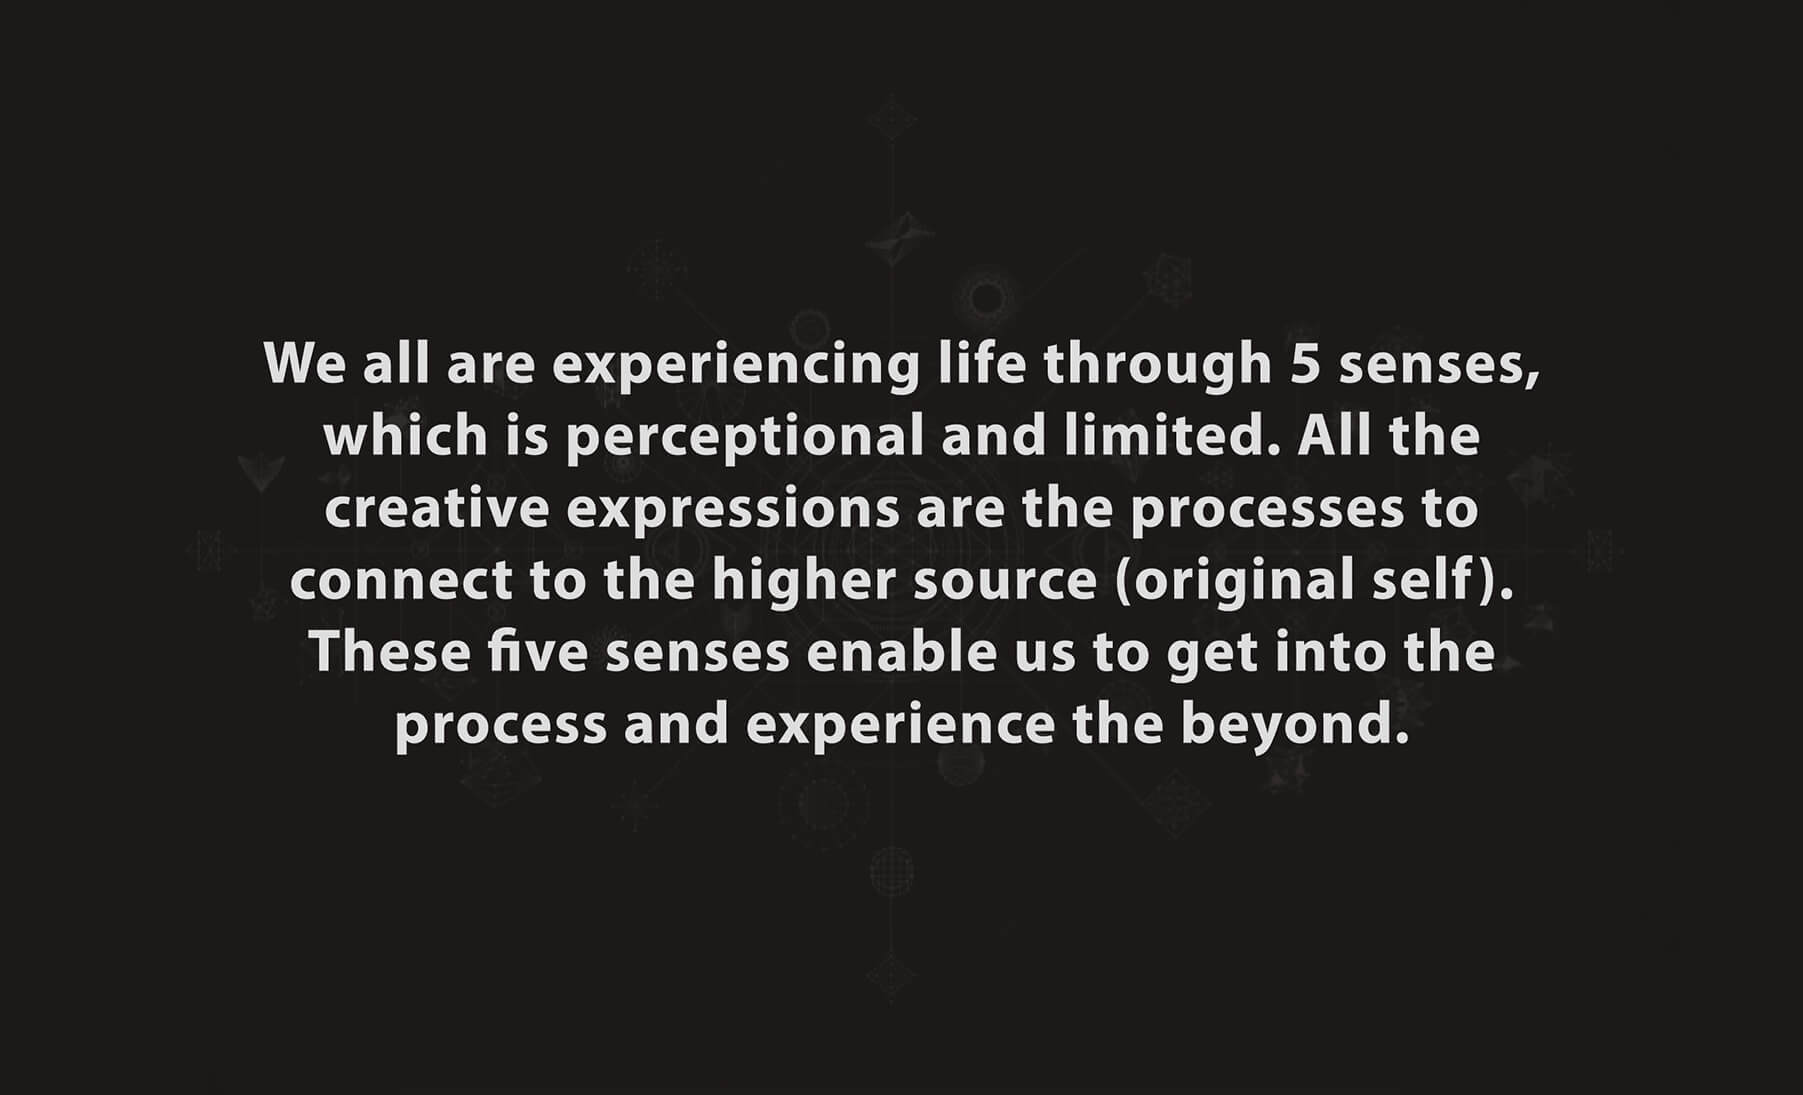 We all are experiencing life through 5 senses,
which is perceptional and limited. All the
creative expressions are the processes to
connect to the higher source (original self).
These five senses enable us to get into the
process and experience the beyond.